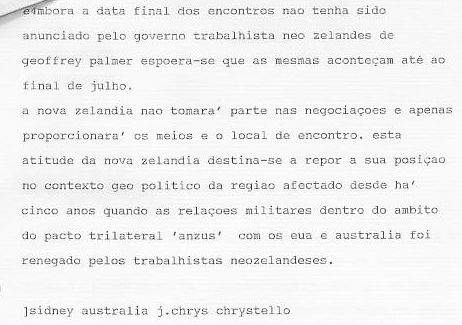 e4mbora a data final dos encontros nao tenha sido
anunciado pelo governo trabalhista neo zelandes de
geoffrey palmer espoera-se que as mesmas aconteçam até ao
final de julho.
a nova zelandia nao tomara' parte nas negociaçoes e apenas
proporcionara' os meios e o local de encontro. esta
atitude da nova zelandia destina-se a repor a sua posiçao
no contexto geo politico da regiao afectado desde ha'
cinco anos quando as relaçoes militares dentro do ambito
do pacto trilateral 'anzus' com os eua e australia foi
renegado pelos trabalhistas neozelandeses.
]sidney australia j.chrys chrystello